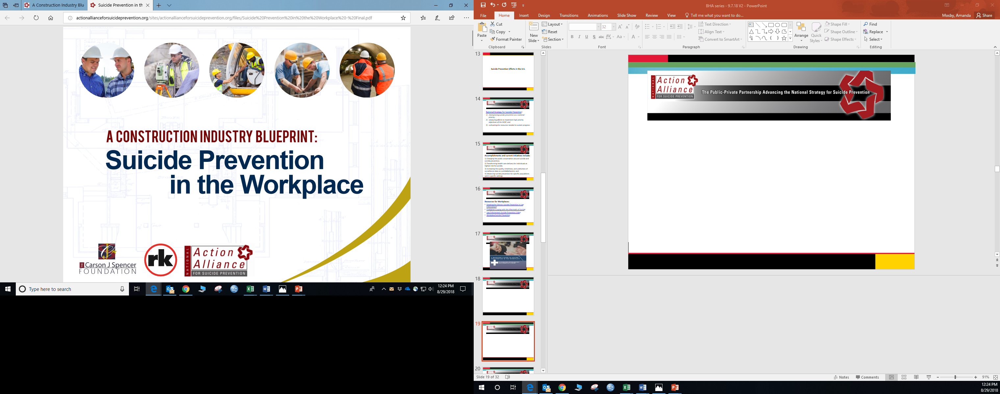 A Construction Industry Blu
Suicide Prevention in th
actionallianceforsuicideprevention.org/sites/actionallianceforsuicideprevention.org/files/Suicide%20Prevention%20in%20the%20Workplace%20-%20Final.pdf
A CONSTRUCTION INDUSTRY BLUEPRINT:
Suicide Prevention
in the Workplace
THE Carson J Spencer
FOUNDATION
rk
NATIONAL
Action
Alliance
FOR SUICIDE PREVENTION
Type here to search
12:24 PM
8/29/2018
BHA series - 9.7.18 V2 - PowerPoint
File
Home
Insert
Design
Transitions
Animations
Slide Show
Review
View
Tell me what you want to do...
Mosby, Amanda
Share
Paste
Cut
Copy
Format Painter
Clipboard
New
Slide
Layout
Reset
Section
Slides
32
B I U S abc AV Aa A
Font
Text Direction
Align Text
Convert to SmartArt
Paragraph
Arrange
Quick
Styles
Shape Fill
Shape Outline
Shape Effects
Drawing
Find
Replace
Select
Editing
13
Suicide Prevention Efforts in the U.S.
14
National Strategy for Suicide Prevention
1) championing suicide prevention as a national
priority;
2) catalyzing efforts to implement high priority
objectives of the NSSP; and
3) cultivating the resources needed to sustain progress
15
Accomplishments and current initiatives include:
1) Changing the public conversation around suicide and
suicide prevention;
2) Transforming health care delivery for individuals at
highest risk for suicide;
3) Increasing the quality, timeliness, and usefulness of
surveillance data on suicidal behaviors; and
4) Advancing suicide prevention for specific populations
and in specific settings
16
Resources for Workplaces:
Breaking the Silence: Suicide Prevention in Law
Enforcement
Firefighters Coping with the Aftermath of Suicide
Law Enforcement Suicide Prevention Video
Workplace Suicide Prevention
17
A MANAGER'S GUIDE TO SUICIDE
18
19
20
NATIONAL
Action
Alliance
FOR SUICIDE PREVENTION
The Public-Private Partnership Advancing the National Strategy for Suicide Prevention
Slide 19 of 32
Notes
Comments
91%
12:24 PM
8/29/2018